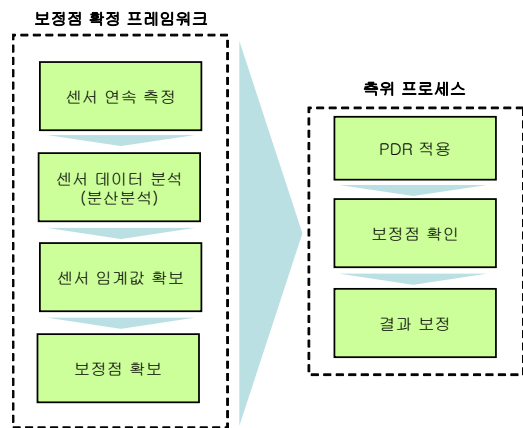 보정점 확정 프레임워크
센서 연속 측정
센서 데이터 분석
(분산분석)
센서 임계값 확보
보정점 확보
측위 프로세스
PDR 적용
보정점 확인
결과 보정